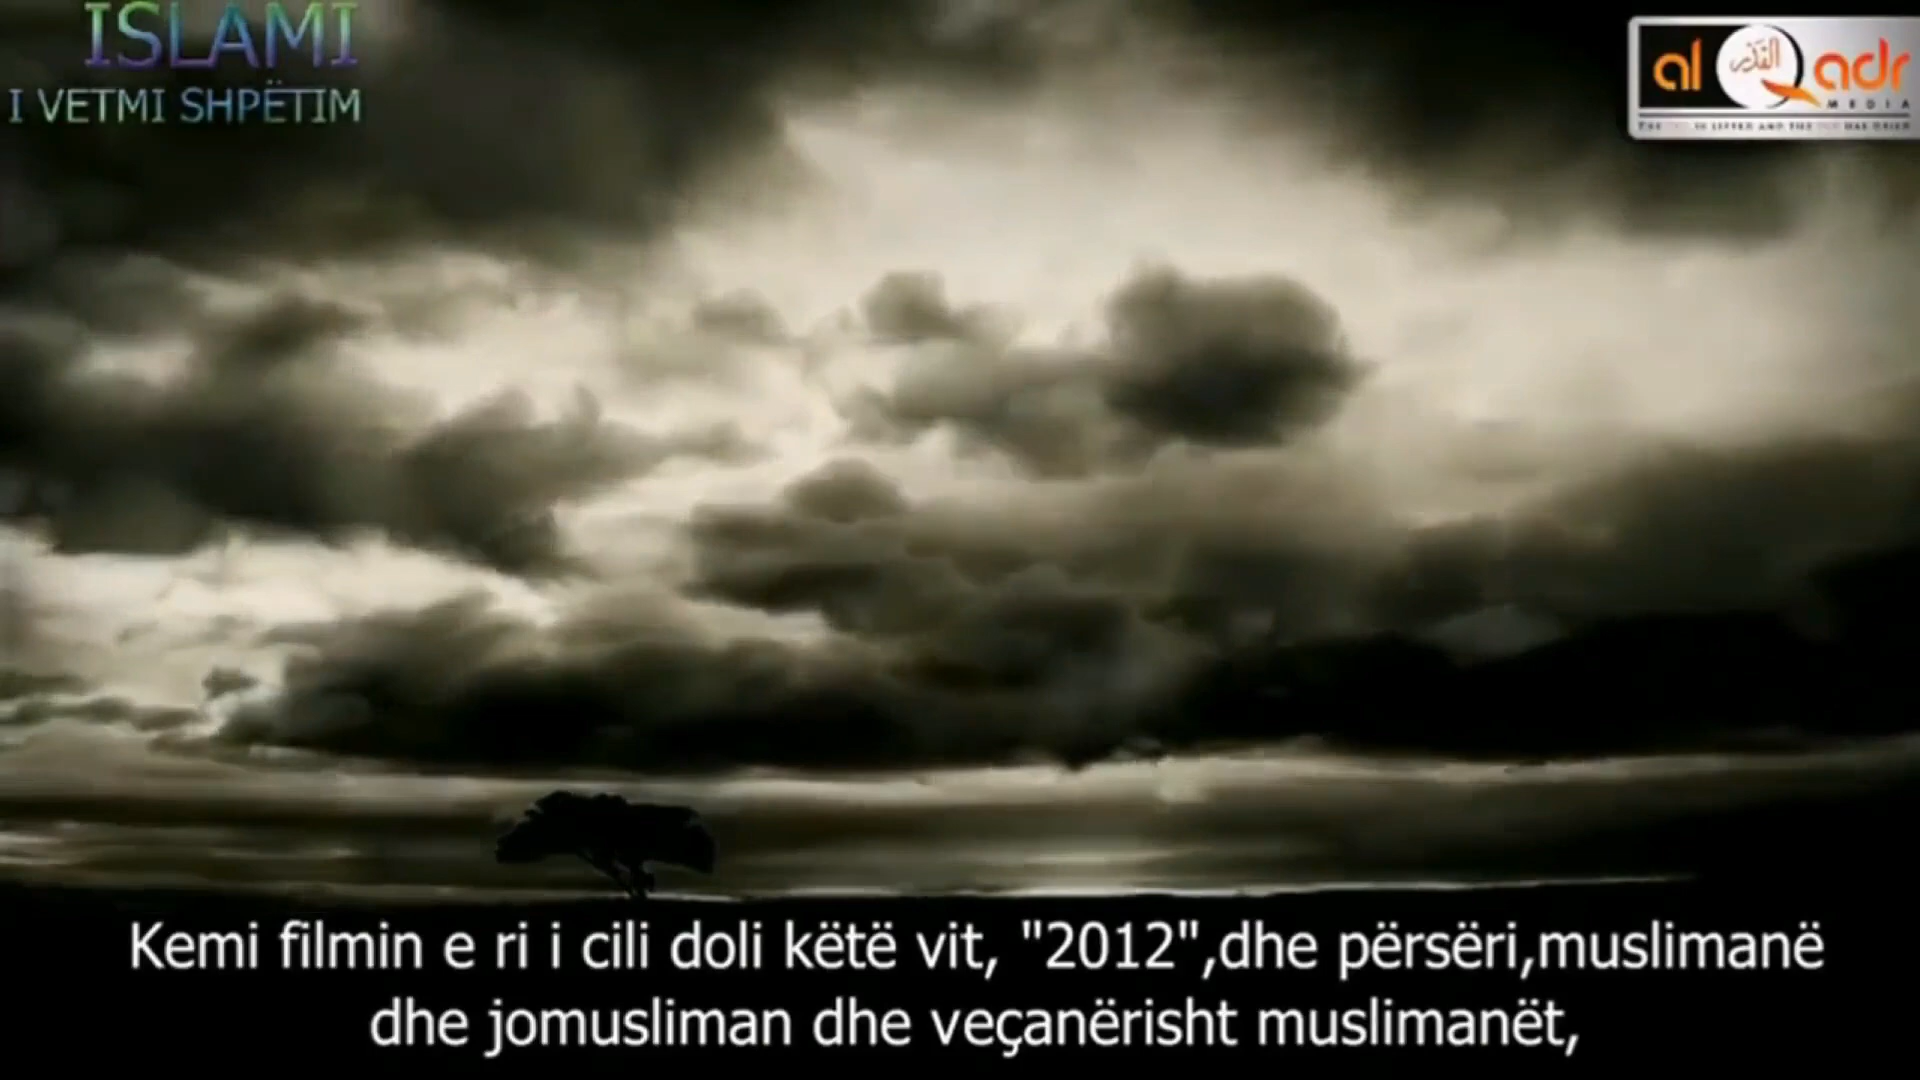 ISLAMI
I VETMI SHPËTIM
al Qadr
القدر
MEDIA
Kemi filmin e ri i cili doli këtë vit, "2012",dhe përsëri,muslimanë
dhe jomusliman dhe veçanërisht muslimanët,